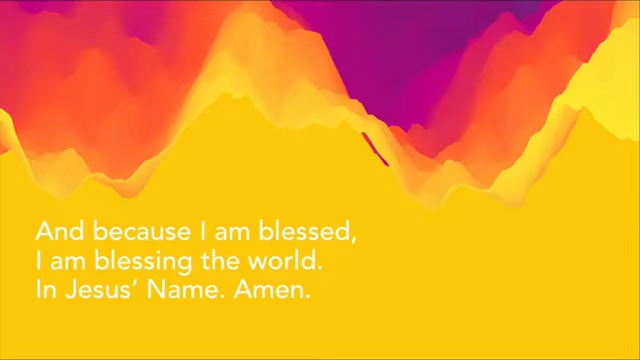 And because I am blessed,
I am blessing the world.
In Jesus’ Name. Amen.